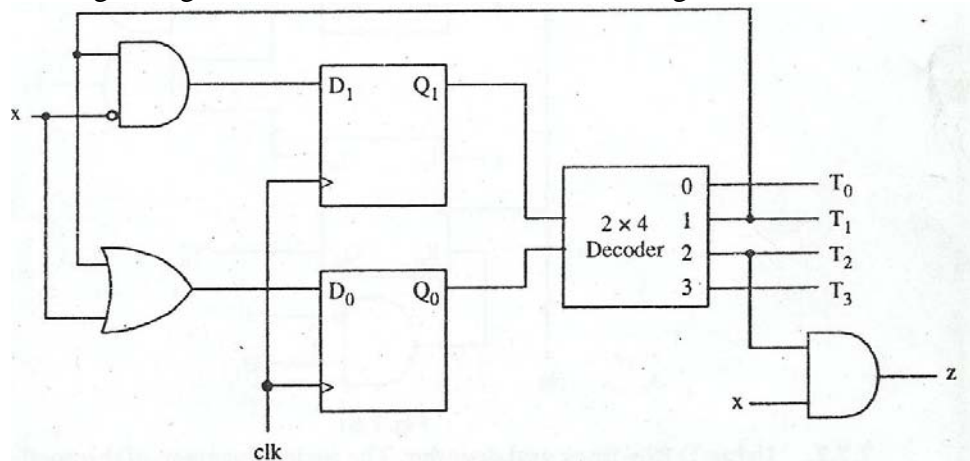 x
D₁ Q₁
D₀ Q₀
clk
2 × 4
Decoder
0
1
2
3
T₀
T₁
T₂
T₃
x
z